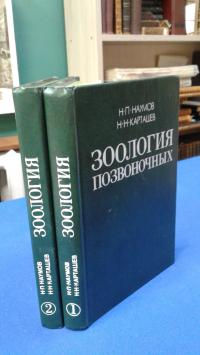 Н·П·НАУМОВ
Н·Н·КАРТАШЕВ
ЗООЛОГИЯ
ПОЗВОНОЧНЫХ
ЗООЛОГИЯ
Н·П·НАУМОВ
Н·Н·КАРТАШЕВ
2
ЗООЛОГИЯ
Н·П·НАУМОВ
Н·Н·КАРТАШЕВ
1